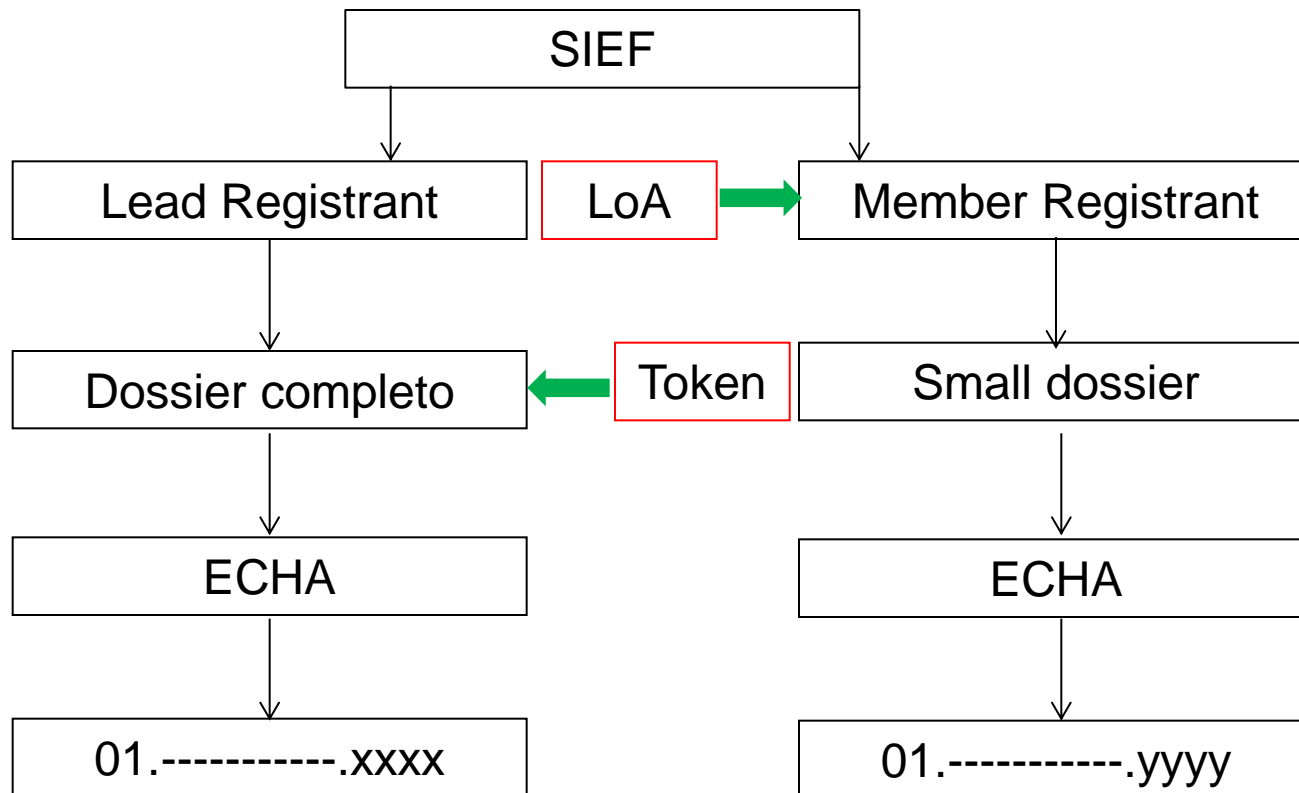 SIEF
Lead Registrant
LoA
Member Registrant
Dossier completo
Token
Small dossier
ECHA
ECHA
01.-----------.xxxx
01.-----------.yyyy